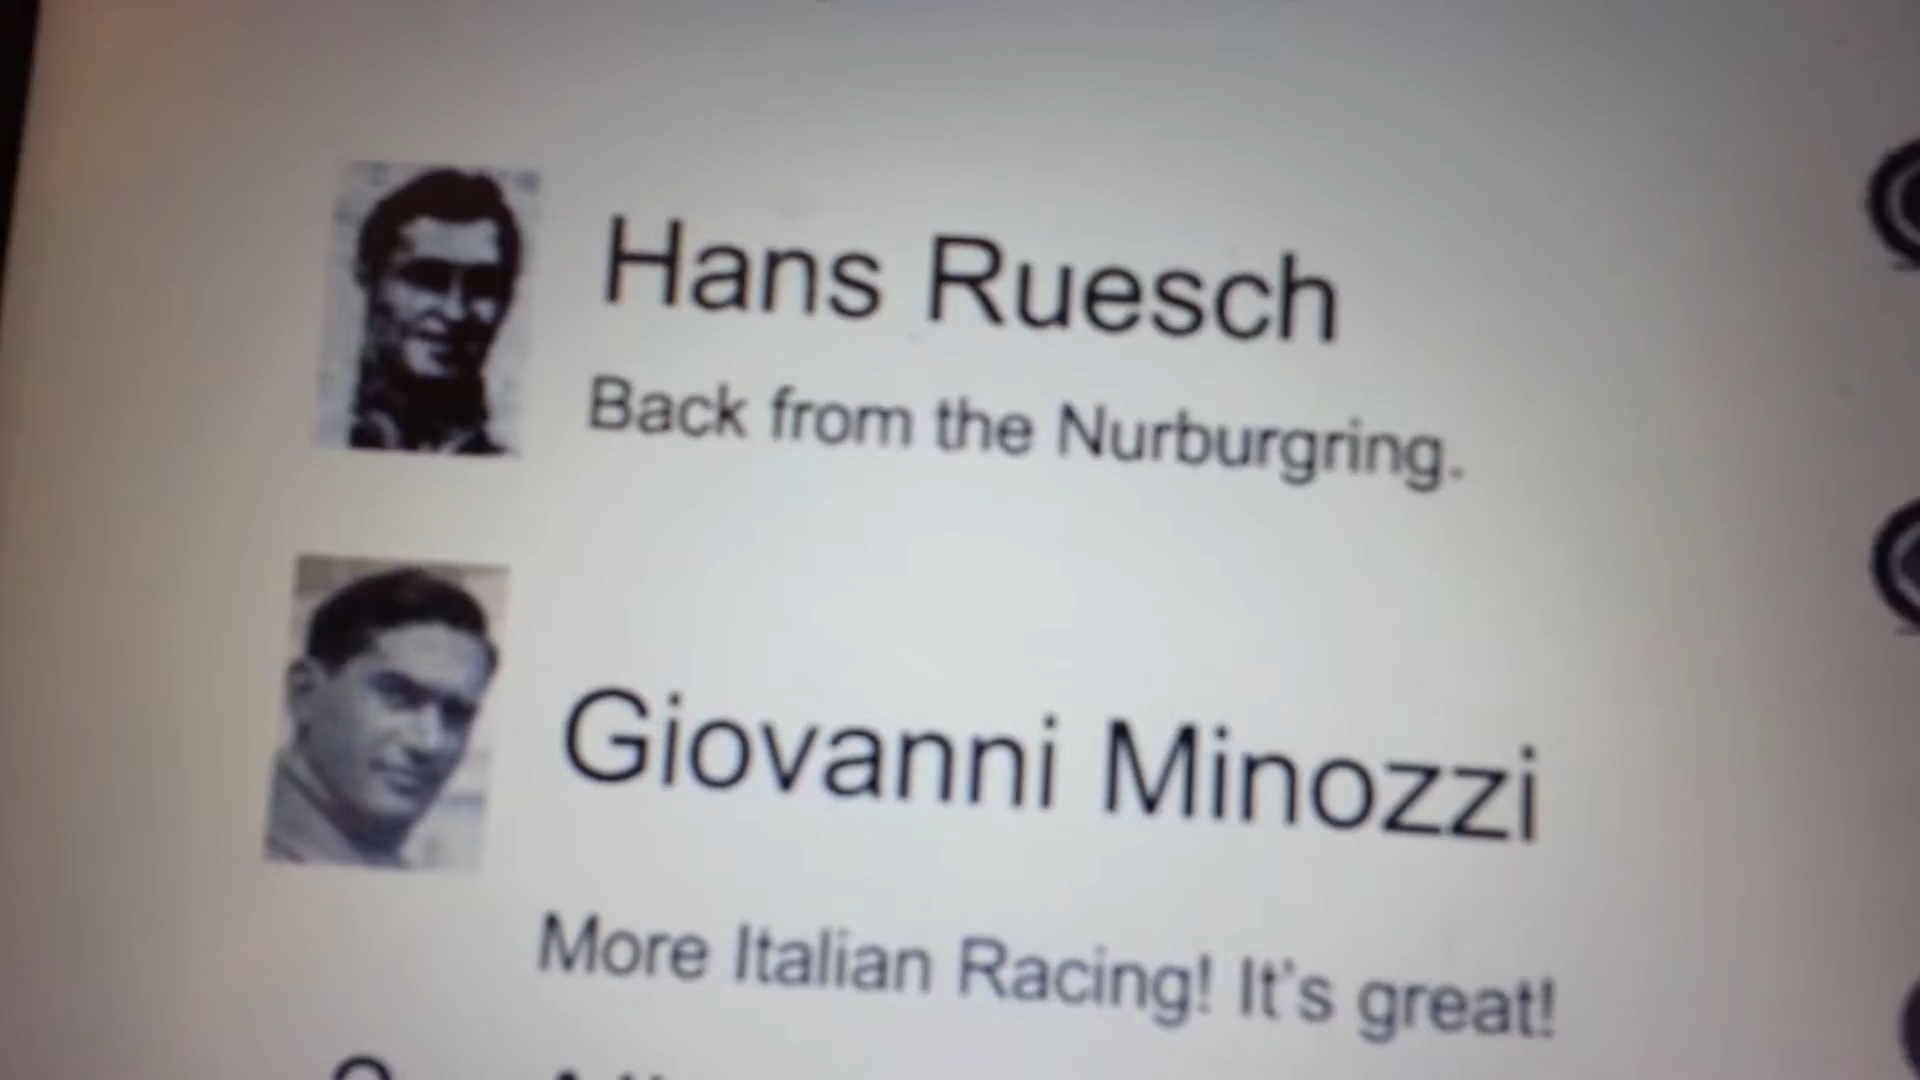 Hans Ruesch
Back from the Nurburgring.
Giovanni Minozzi
More Italian Racing! It's great!